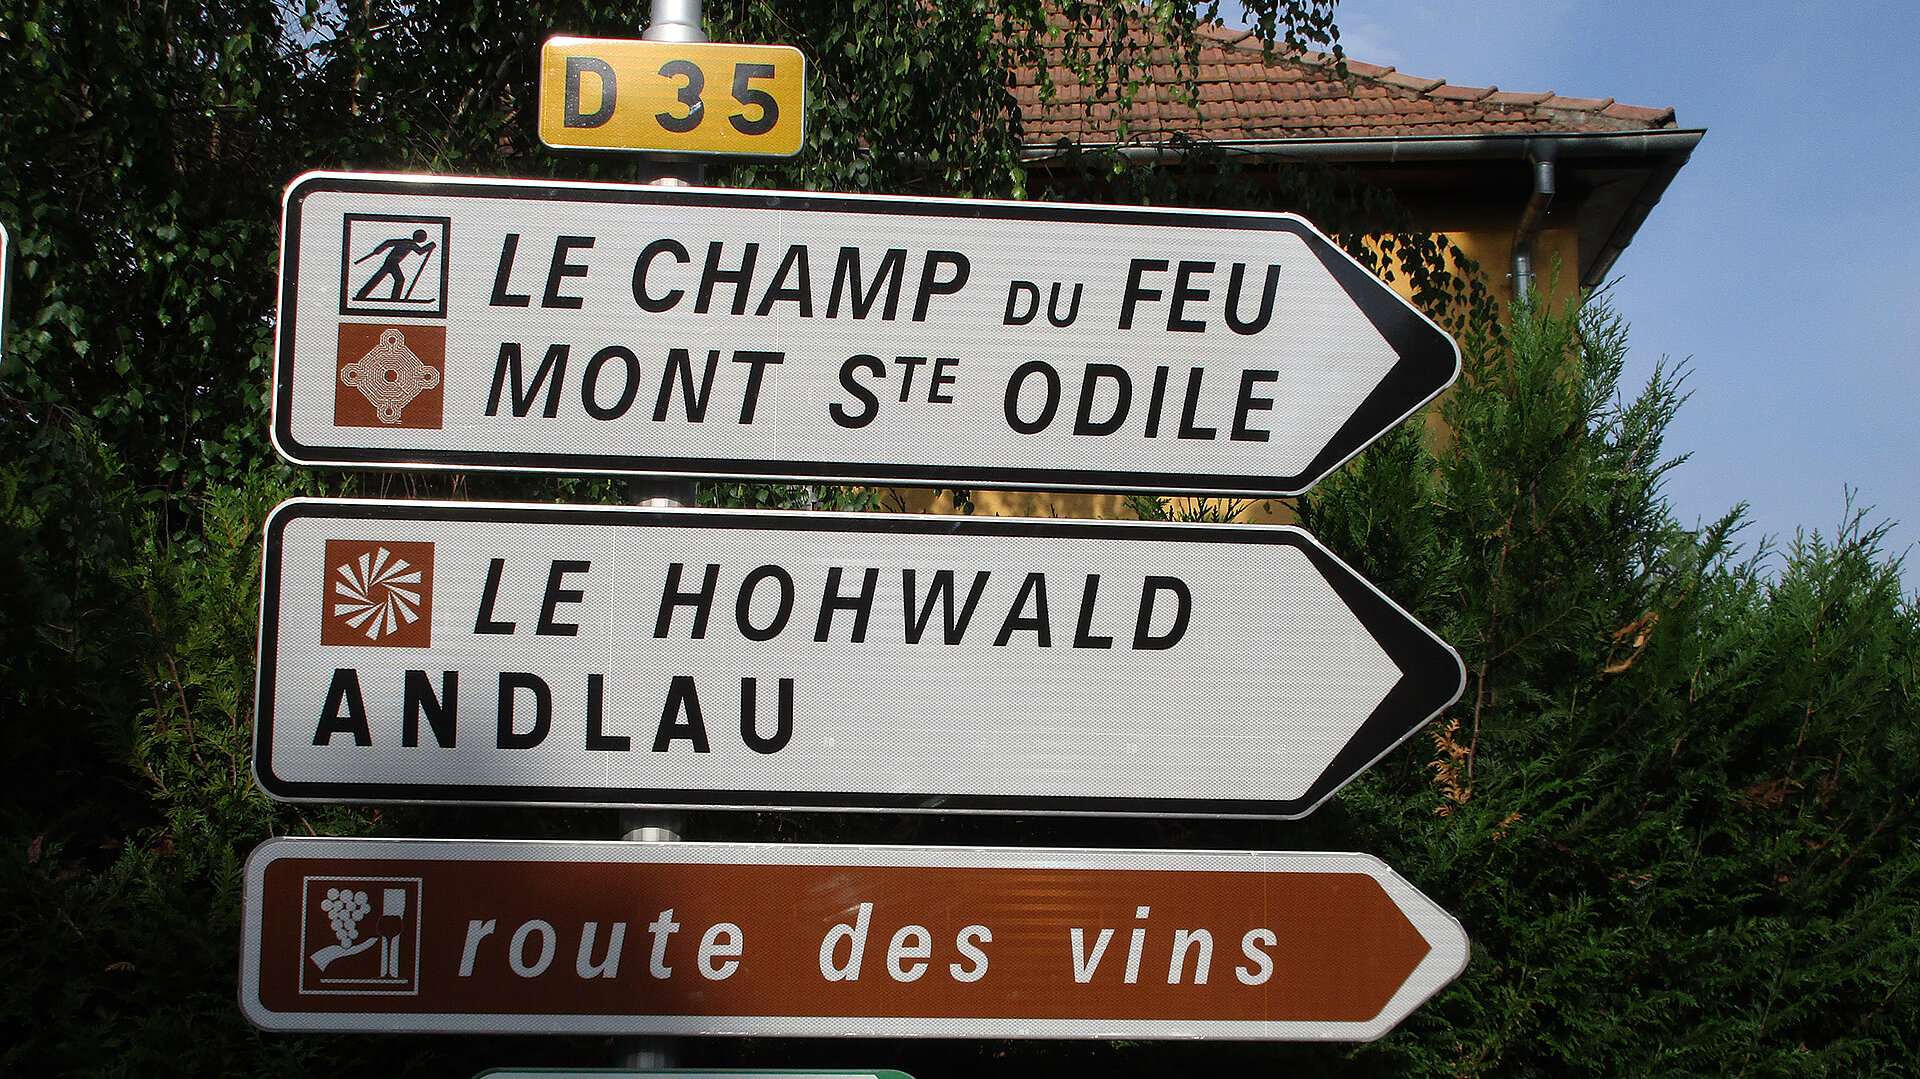 D 35
LE CHAMP DU FEU
MONT STE ODILE
LE HOHWALD
ANDLAU
route des vins